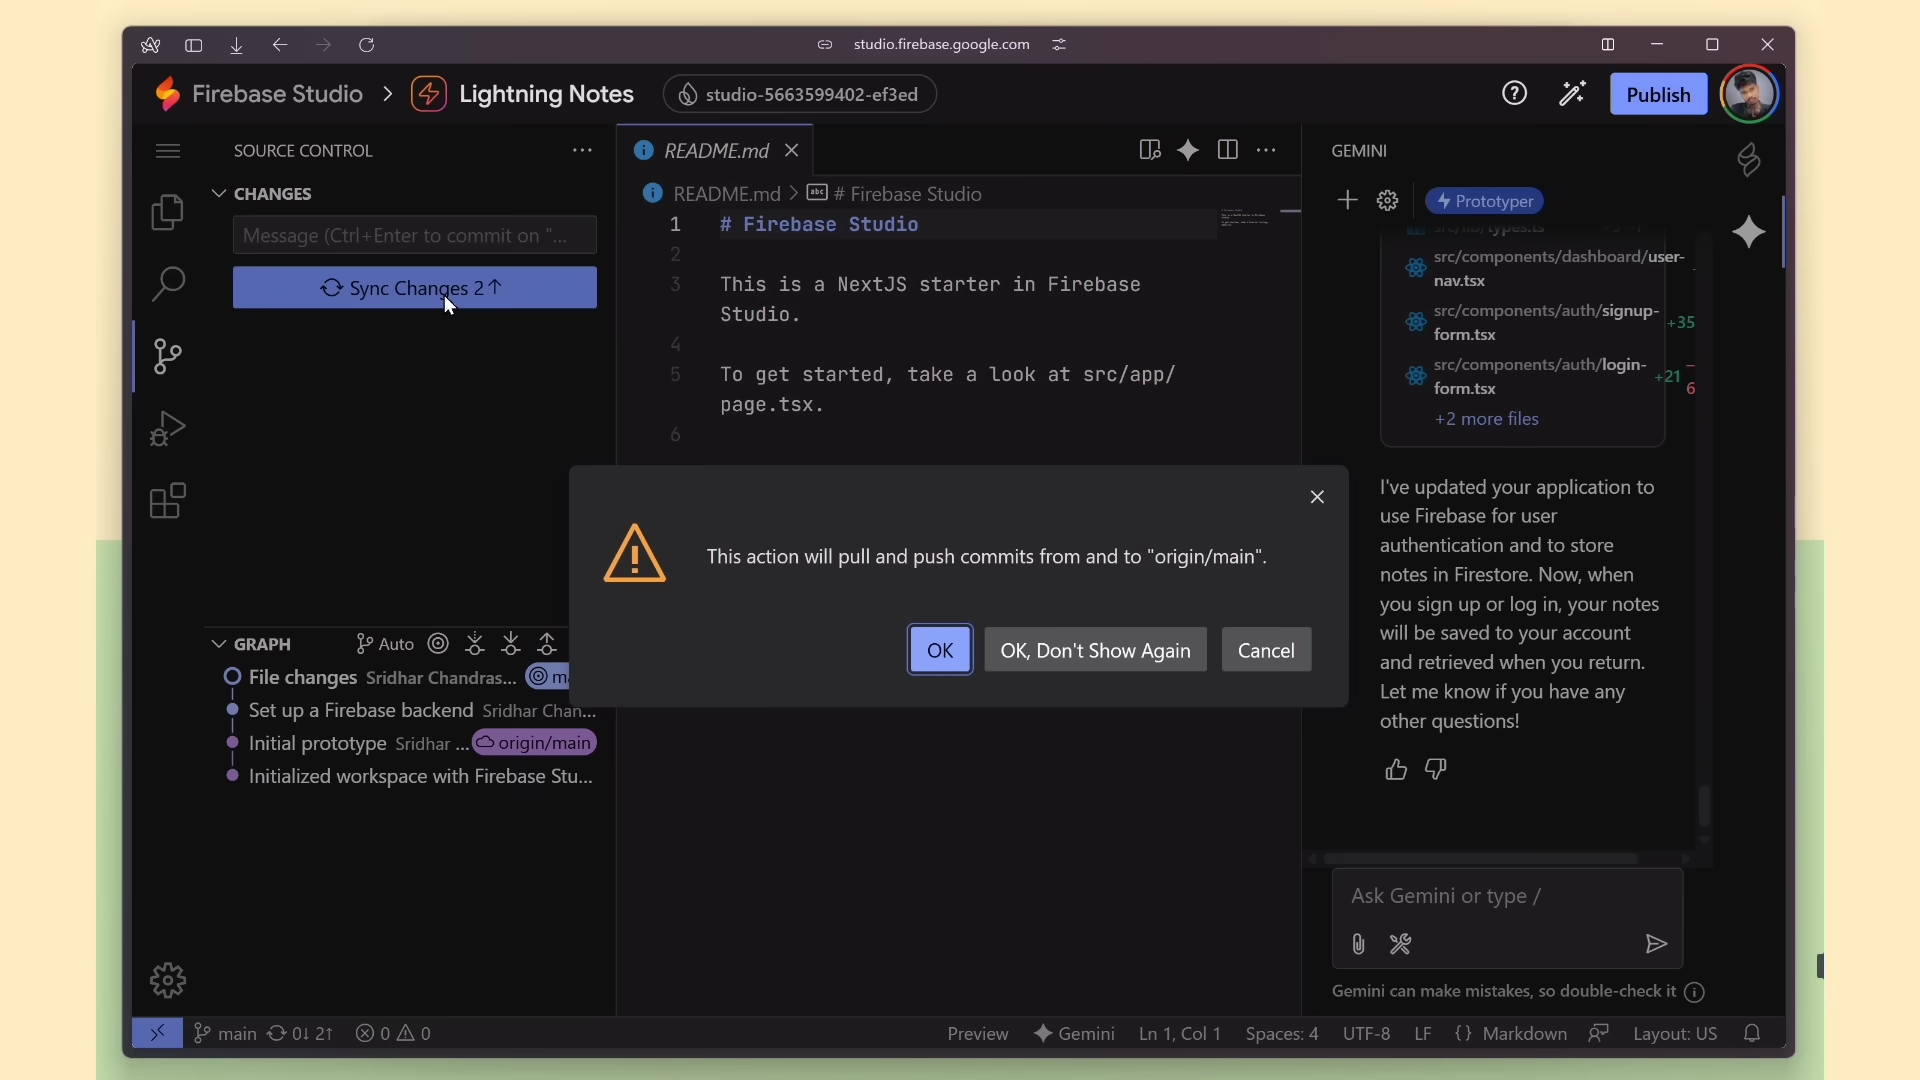 studio.firebase.google.com
Firebase Studio
Lightning Notes
studio-5663599402-ef3ed
Publish
SOURCE CONTROL
CHANGES
Message (Ctrl+Enter to commit on "...
Sync Changes 2↑
README.md
README.md > # Firebase Studio
1 # Firebase Studio
2
3 This is a NextJS starter in Firebase
Studio.
4
5 To get started, take a look at src/app/
page.tsx.
6
GEMINI
Prototyper
src/lib/types.ts
src/components/dashboard/user-
nav.tsx
src/components/auth/signup-
form.tsx
+35
src/components/auth/login-
form.tsx
+21
6
+2 more files
I've updated your application to
use Firebase for user
authentication and to store
notes in Firestore. Now, when
you sign up or log in, your notes
will be saved to your account
and retrieved when you return.
Let me know if you have any
other questions!
This action will pull and push commits from and to "origin/main".
OK
OK, Don't Show Again
Cancel
GRAPH
Auto
File changes Sridhar Chandras...
Set up a Firebase backend Sridhar Chan...
Initial prototype Sridhar ... origin/main
Initialized workspace with Firebase Stu...
Ask Gemini or type /
Gemini can make mistakes, so double-check it
main 0↓ 2↑ 0 0
Preview Gemini Ln 1, Col 1 Spaces: 4 UTF-8 LF {} Markdown Layout: US